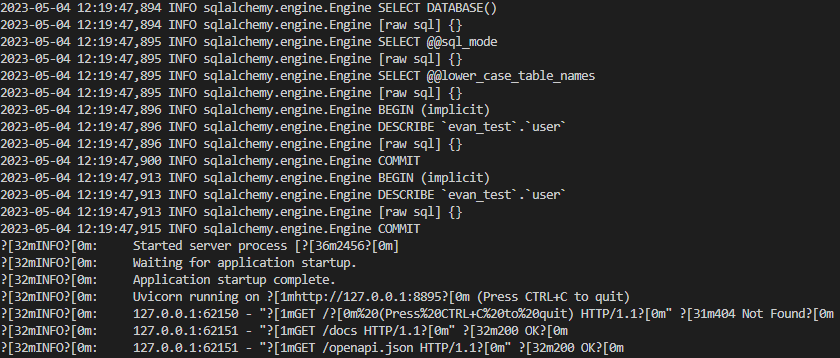 2023-05-04 12:19:47,894 INFO sqlalchemy.engine.Engine SELECT DATABASE()
2023-05-04 12:19:47,894 INFO sqlalchemy.engine.Engine [raw sql] {}
2023-05-04 12:19:47,895 INFO sqlalchemy.engine.Engine SELECT @@sql_mode
2023-05-04 12:19:47,895 INFO sqlalchemy.engine.Engine [raw sql] {}
2023-05-04 12:19:47,895 INFO sqlalchemy.engine.Engine SELECT @@lower_case_table_names
2023-05-04 12:19:47,895 INFO sqlalchemy.engine.Engine [raw sql] {}
2023-05-04 12:19:47,896 INFO sqlalchemy.engine.Engine BEGIN (implicit)
2023-05-04 12:19:47,896 INFO sqlalchemy.engine.Engine DESCRIBE `evan_test`.`user`
2023-05-04 12:19:47,896 INFO sqlalchemy.engine.Engine [raw sql] {}
2023-05-04 12:19:47,900 INFO sqlalchemy.engine.Engine COMMIT
2023-05-04 12:19:47,913 INFO sqlalchemy.engine.Engine BEGIN (implicit)
2023-05-04 12:19:47,913 INFO sqlalchemy.engine.Engine DESCRIBE `evan_test`.`user`
2023-05-04 12:19:47,913 INFO sqlalchemy.engine.Engine [raw sql] {}
2023-05-04 12:19:47,915 INFO sqlalchemy.engine.Engine COMMIT
?[32mINFO?[0m:     Started server process [?[36m2456?[0m]
?[32mINFO?[0m:     Waiting for application startup.
?[32mINFO?[0m:     Application startup complete.
?[32mINFO?[0m:     Uvicorn running on ?[1mhttp://127.0.0.1:8895?[0m (Press CTRL+C to quit)
?[32mINFO?[0m:     127.0.0.1:62150 - "?[1mGET /?[0m%20(Press%20CTRL+C%20to%20quit) HTTP/1.1?[0m" ?[31m404 Not Found?[0m
?[32mINFO?[0m:     127.0.0.1:62151 - "?[1mGET /docs HTTP/1.1?[0m" ?[32m200 OK?[0m
?[32mINFO?[0m:     127.0.0.1:62151 - "?[1mGET /openapi.json HTTP/1.1?[0m" ?[32m200 OK?[0m